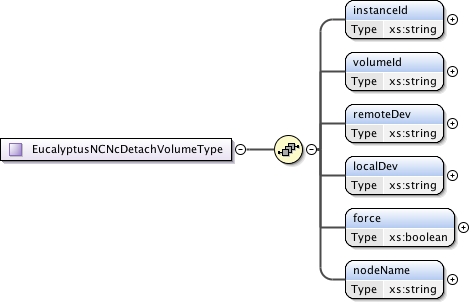 instanceId
Type xs:string
volumeId
Type xs:string
remoteDev
Type xs:string
EucalyptusNCNcDetachVolumeType
localDev
Type xs:string
force
Type xs:boolean
nodeName
Type xs:string